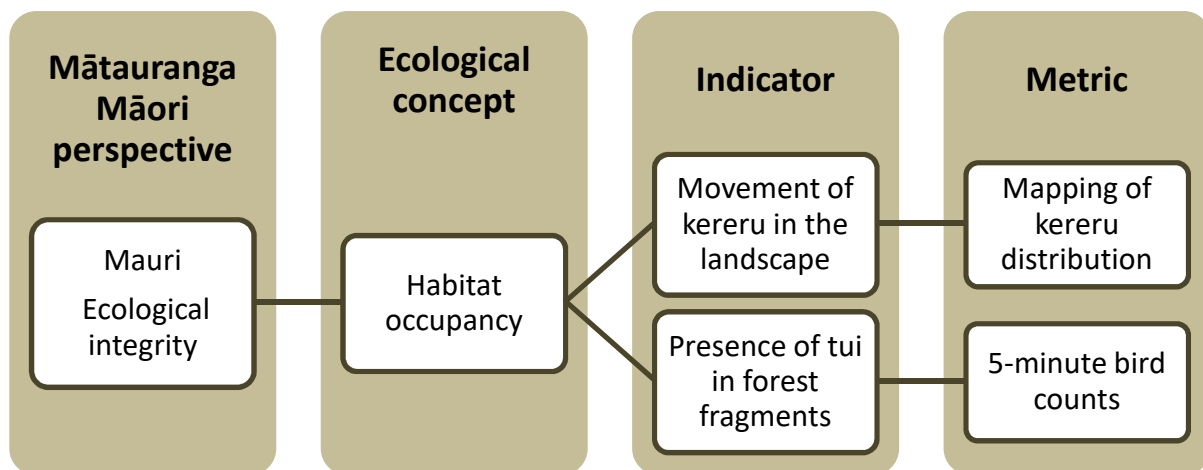 Mātauranga
Māori
perspective
Ecological
concept
Indicator
Metric
Mauri
Ecological
integrity
Habitat
occupancy
Movement of
kereru in the
landscape
Mapping of
kereru
distribution
Presence of tui
in forest
fragments
5-minute bird
counts